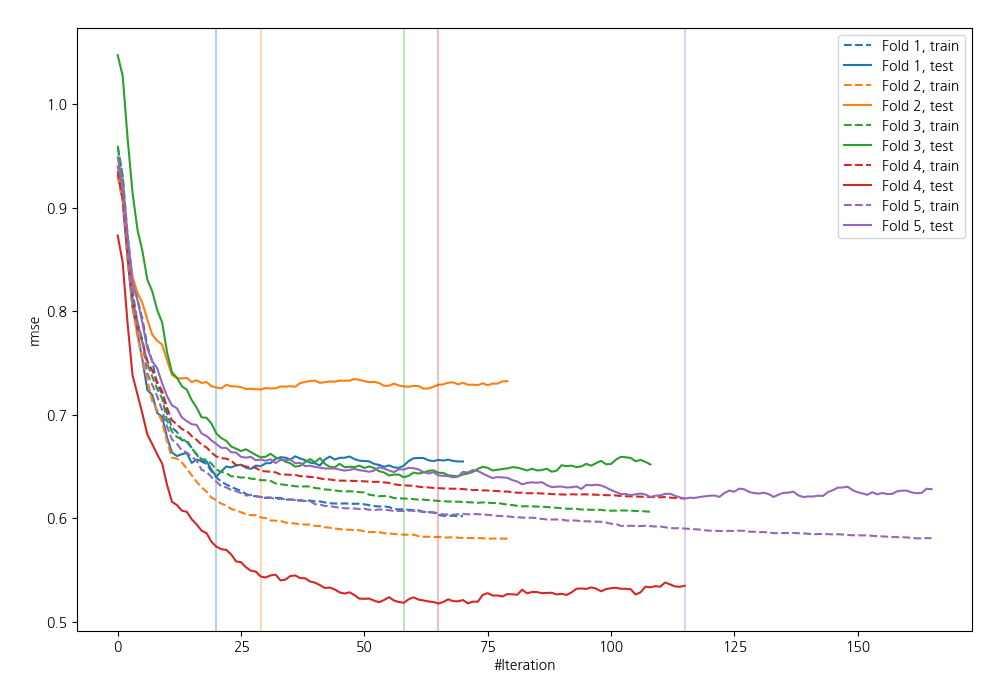 Fold 1, train
Fold 1, test
Fold 2, train
Fold 2, test
Fold 3, train
Fold 3, test
Fold 4, train
Fold 4, test
Fold 5, train
Fold 5, test
1.0
0.9
0.8
0.7
0.6
0.5
rmse
0 25 50 75 100 125 150
#Iteration